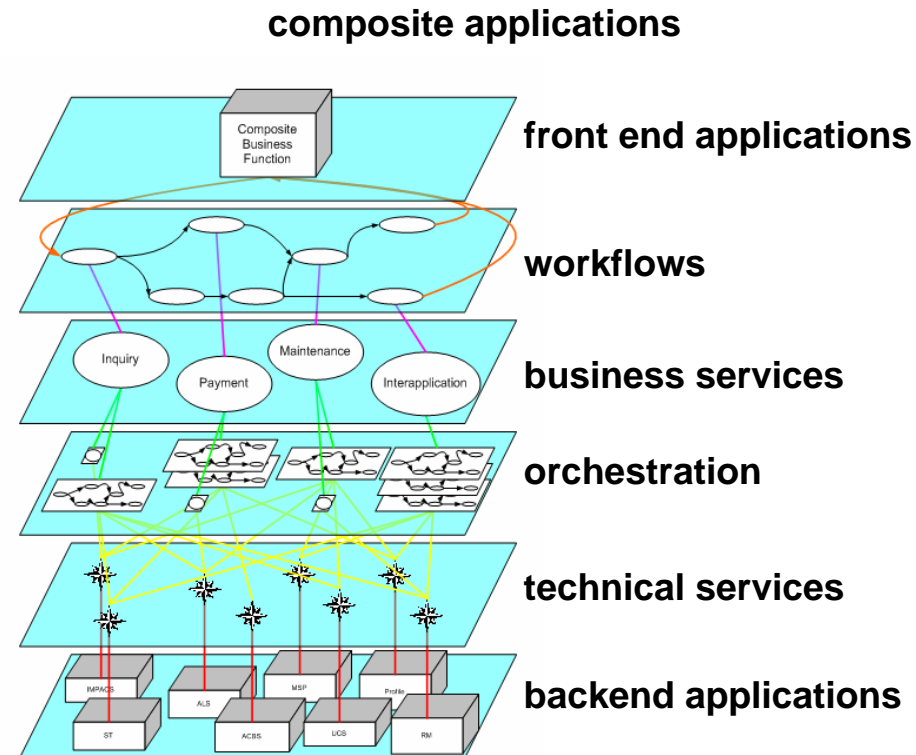 composite applications
Composite
Business
Function
front end applications
workflows
Inquiry
Payment
Maintenance
Interapplication
business services
orchestration
technical services
IMPACS
ALS
MSP
Profile
ST
ACBS
UCS
RM
backend applications